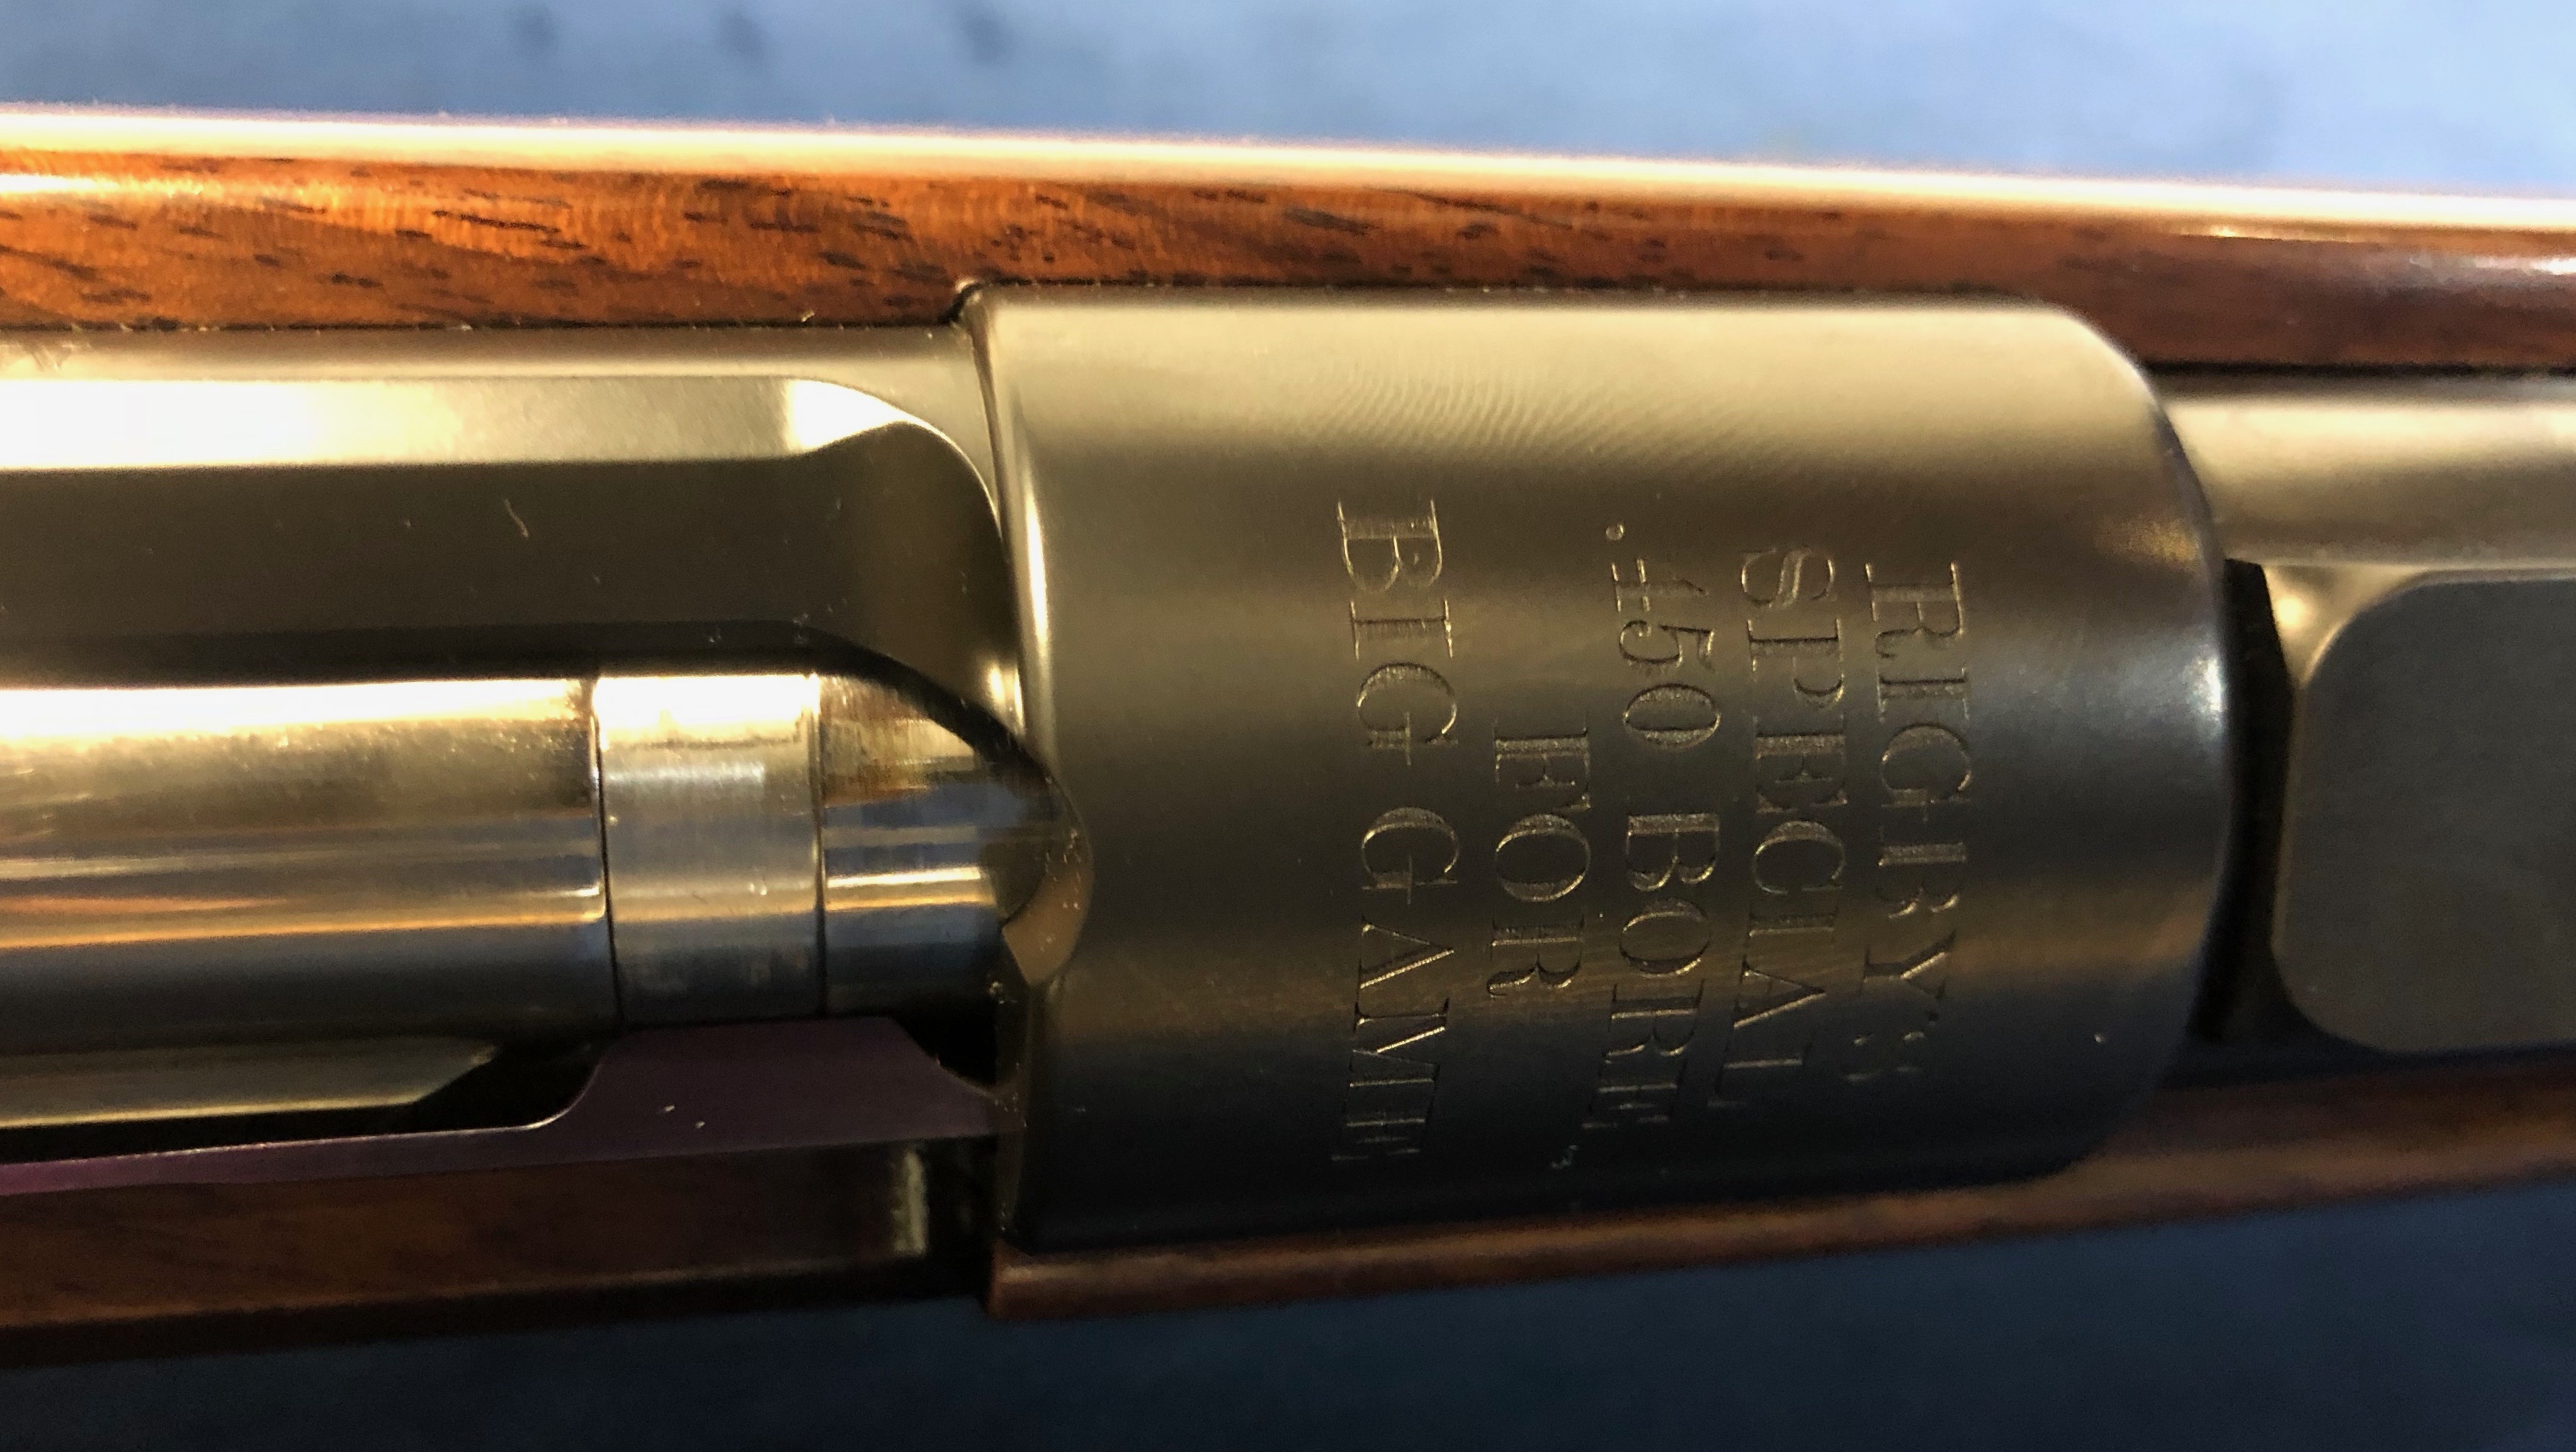 RIGBY'S
SPECIAL
.450 BORE,
FOR
BIG GAME